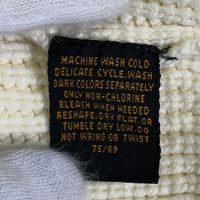 MACHINE WASH COLD
DELICATE CYCLE. WASH
DARK COLORS SEPARATELY
ONLY NON-CHLORINE
BLEACH WHEN NEEDED
RESHAPE, DRY FLAT, OR
TUMBLE DRY LOW, DO
NOT WRING OR TWIST
75/89